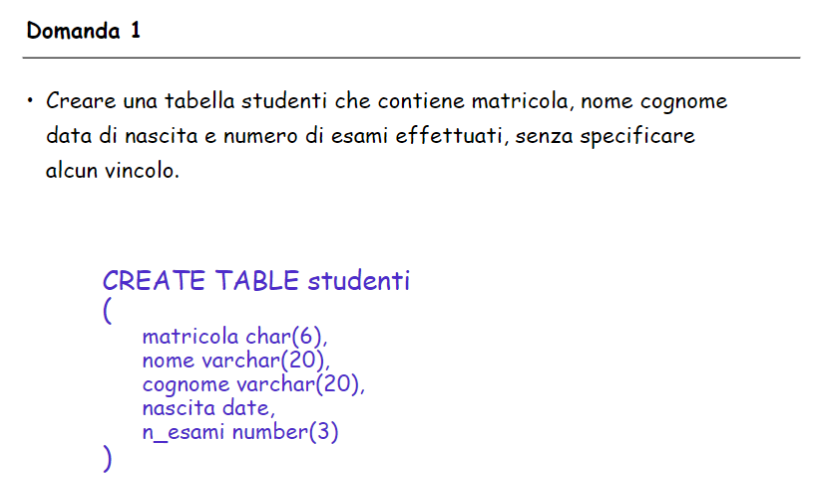 Domanda 1
• Creare una tabella studenti che contiene matricola, nome cognome
data di nascita e numero di esami effettuati, senza specificare
alcun vincolo.
CREATE TABLE studenti
(
matricola char(6),
nome varchar(20),
cognome varchar(20),
nascita date,
n_esami number(3)
)